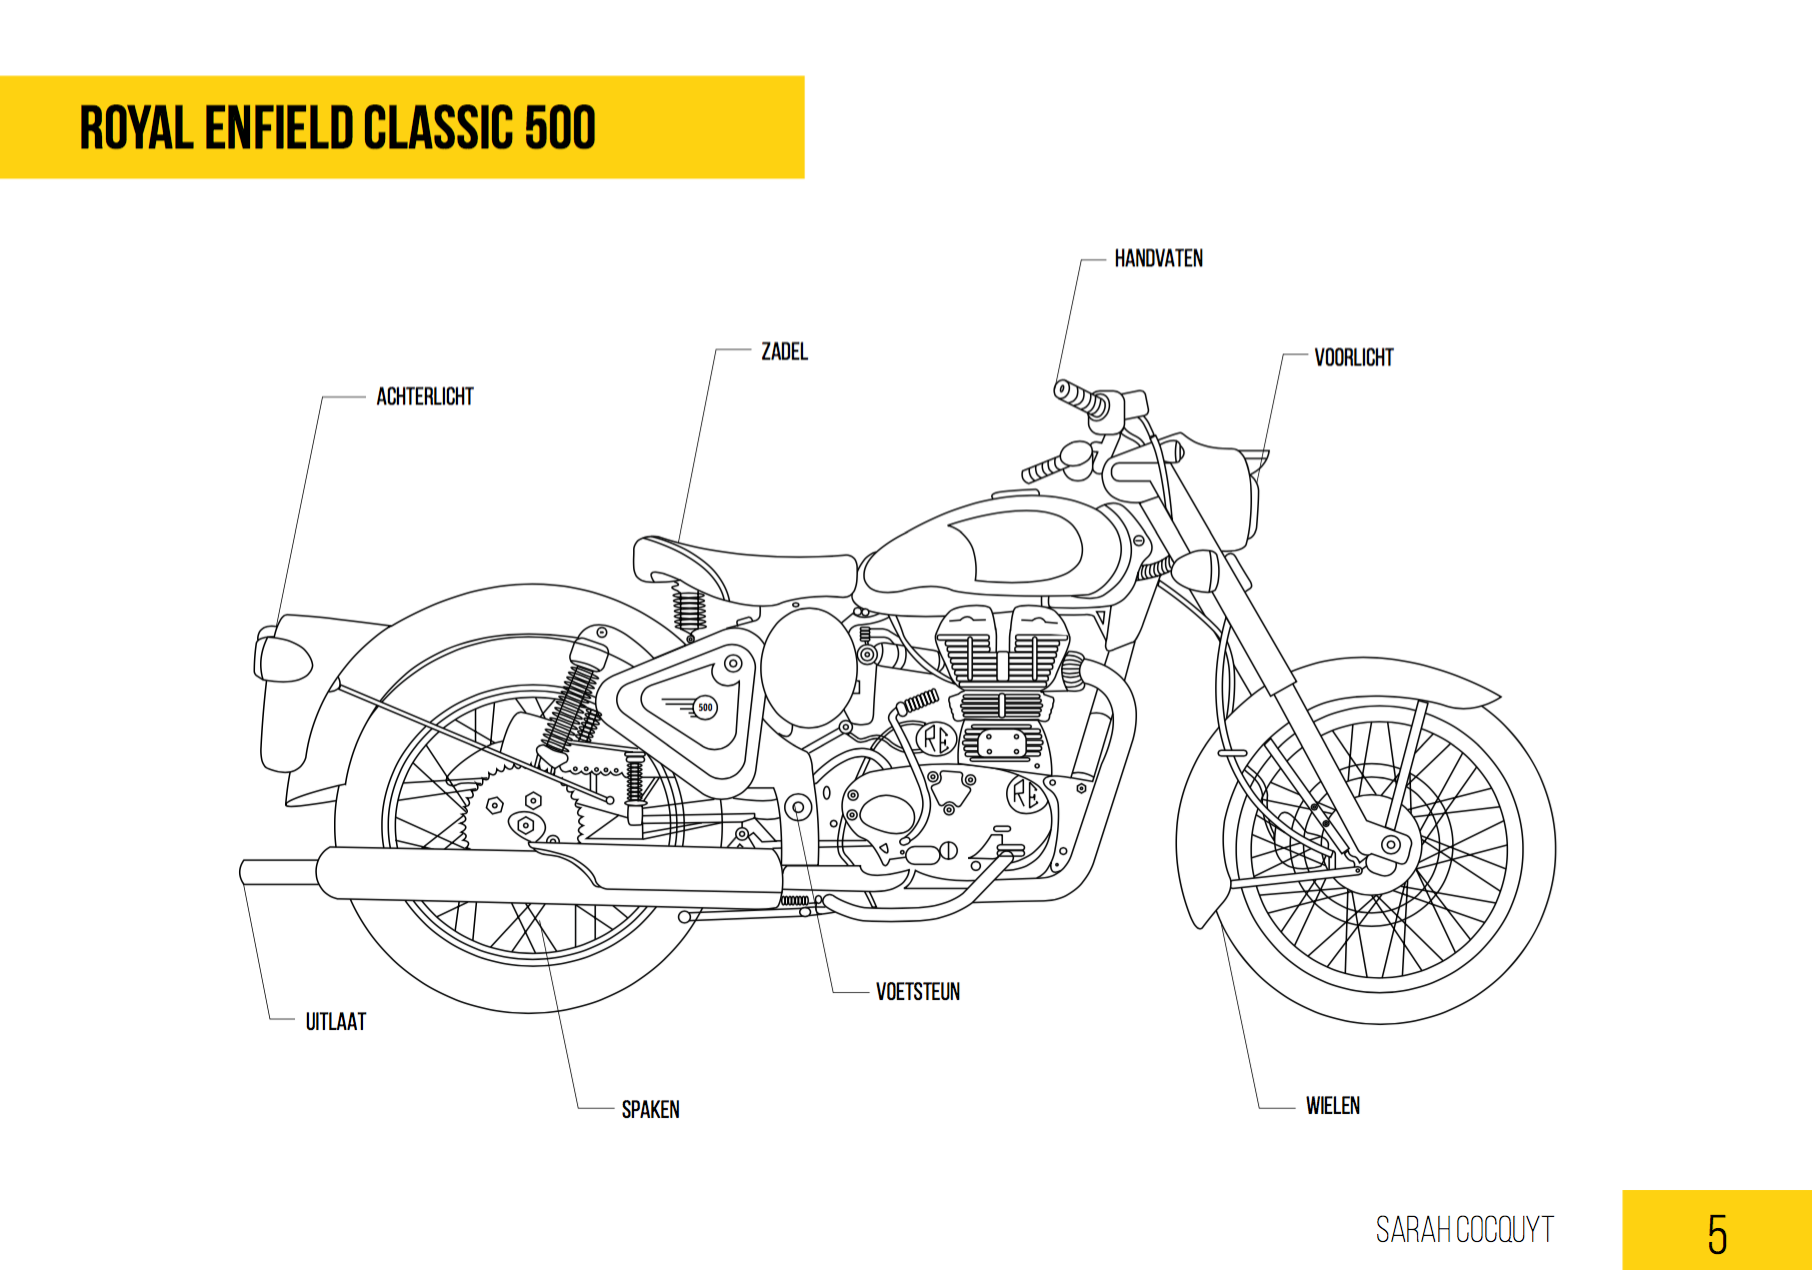 ROYAL ENFIELD CLASSIC 500
HANDVATEN
ZADEL
VOORLICHT
ACHTERLICHT
500
RE
RE
VOETSTEUN
UITLAAT
SPAKEN
WIELEN
SARAH COCQUYT
5